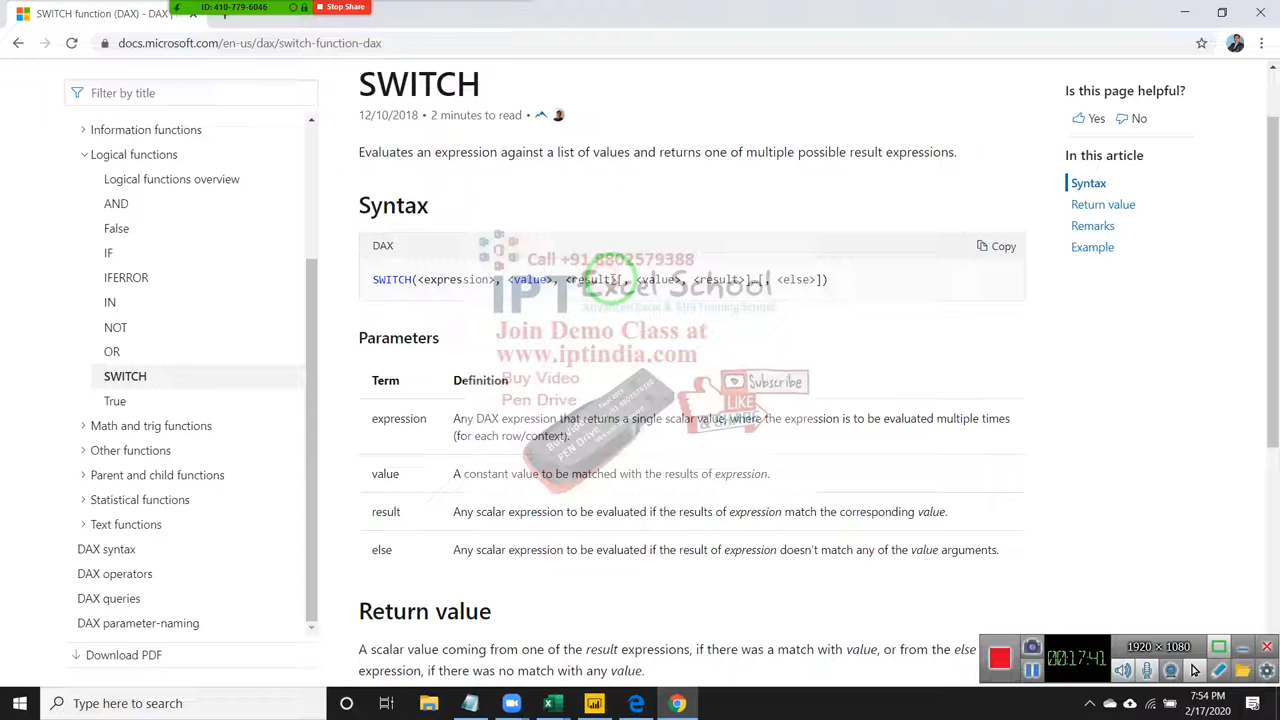 SWITCH function (DAX) - DAX
ID: 410-779-6046
Stop Share
docs.microsoft.com/en-us/dax/switch-function-dax
Filter by title
Information functions
Logical functions
Logical functions overview
AND
False
IF
IFERROR
IN
NOT
OR
SWITCH
True
Math and trig functions
Other functions
Parent and child functions
Statistical functions
Text functions
DAX syntax
DAX operators
DAX queries
DAX parameter-naming
Download PDF
SWITCH
12/10/2018 • 2 minutes to read •
Evaluates an expression against a list of values and returns one of multiple possible result expressions.
Syntax
DAX
Copy
SWITCH(<expression>, <value>, <result>[, <value>, <result>]…[, <else>])
Call +91 8802579388
IPT Excel School
Advanced Excel & MIS Training School
Join Demo Class at
www.iptindia.com
Buy Video
Pen Drive
Subscribe
LIKE
& SHARE
PEN DRIVE
Parameters
Term Definition
expression Any DAX expression that returns a single scalar value, where the expression is to be evaluated multiple times
(for each row/context).
value A constant value to be matched with the results of expression.
result Any scalar expression to be evaluated if the results of expression match the corresponding value.
else Any scalar expression to be evaluated if the result of expression doesn't match any of the value arguments.
Return value
A scalar value coming from one of the result expressions, if there was a match with value, or from the else
expression, if there was no match with any value.
Is this page helpful?
Yes No
In this article
Syntax
Return value
Remarks
Example
00:17:41
1920 × 1080
Type here to search
7:54 PM
2/17/2020